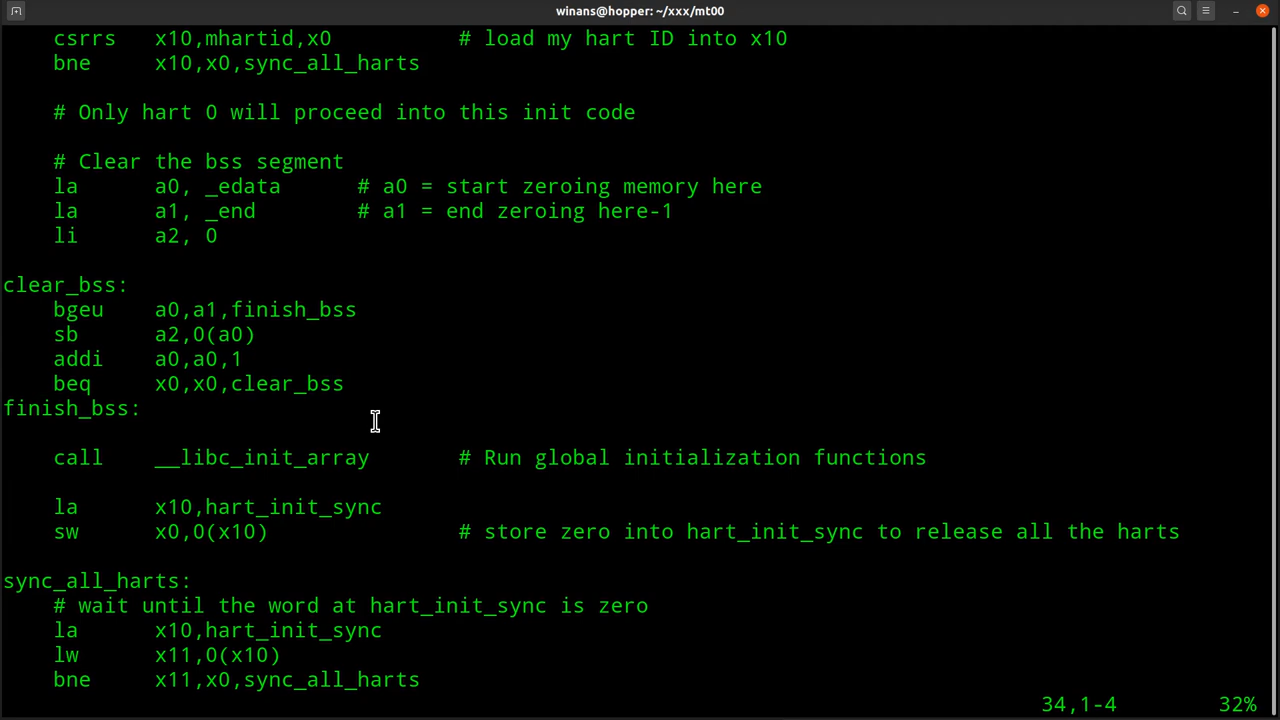 winans@hopper: ~/xxx/mt00
csrrs x10,mhartid,x0 # load my hart ID into x10
bne x10,x0,sync_all_harts
# Only hart 0 will proceed into this init code
# Clear the bss segment
la a0, _edata # a0 = start zeroing memory here
la a1, _end # a1 = end zeroing here-1
li a2, 0
clear_bss:
bgeu a0,a1,finish_bss
sb a2,0(a0)
addi a0,a0,1
beq x0,x0,clear_bss
finish_bss:
call __libc_init_array # Run global initialization functions
la x10,hart_init_sync
sw x0,0(x10) # store zero into hart_init_sync to release all the harts
sync_all_harts:
# wait until the word at hart_init_sync is zero
la x10,hart_init_sync
lw x11,0(x10)
bne x11,x0,sync_all_harts
34,1-4 32%